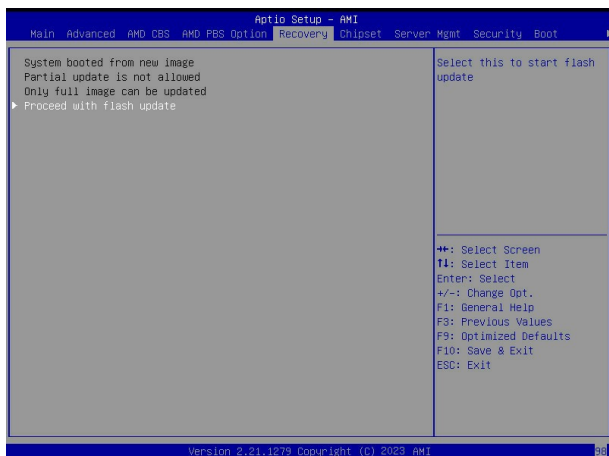 Aptio Setup – AMI
Main Advanced AMD CBS AMD PBS Option Recovery Chipset Server Mgmt Security Boot
System booted from new image
Partial update is not allowed
Only full image can be updated
Proceed with flash update
Select this to start flash
update
→←: Select Screen
↑↓: Select Item
Enter: Select
+/-: Change Opt.
F1: General Help
F3: Previous Values
F9: Optimized Defaults
F10: Save & Exit
ESC: Exit
Version 2.21.1279 Copyright (C) 2023 AMI
98